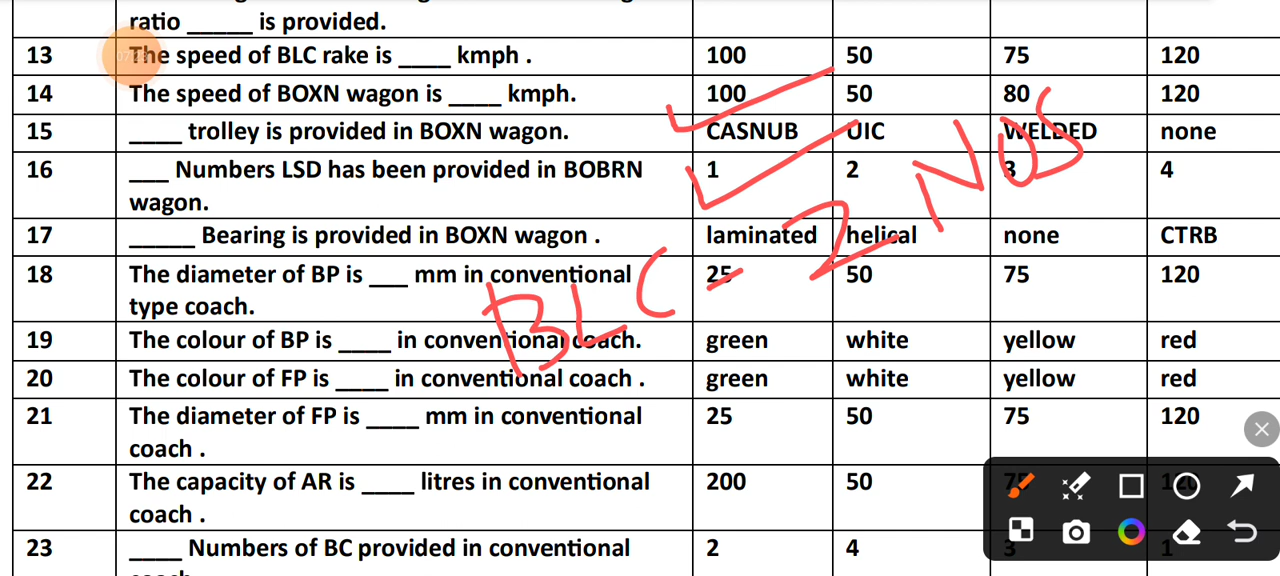 ratio _____ is provided.
13 The speed of BLC rake is ____ kmph . 100 50 75 120
14 The speed of BOXN wagon is ____ kmph. 100 50 80 120
15 ____ trolley is provided in BOXN wagon. CASNUB UIC WELDED none
16 ___ Numbers LSD has been provided in BOBRN 1 2 3 4
wagon.
17 _____ Bearing is provided in BOXN wagon . laminated helical none CTRB
18 The diameter of BP is ___ mm in conventional 25 50 75 120
type coach.
BLC - 2 NOS
19 The colour of BP is ____ in conventional coach. green white yellow red
20 The colour of FP is ____ in conventional coach . green white yellow red
21 The diameter of FP is ____ mm in conventional 25 50 75 120
coach .
22 The capacity of AR is ____ litres in conventional 200 50 75 120
coach .
23 ____ Numbers of BC provided in conventional 2 4 3 1